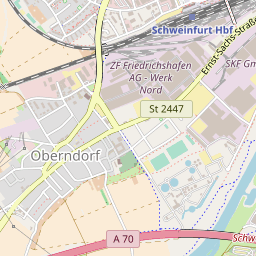 Schweinfurt Hbf
ZF Friedrichshafen
AG - Werk
Nord
Ernst-Sachs-Straße
SKF Gm
St 2447
Oberndorf
A 70
Schw